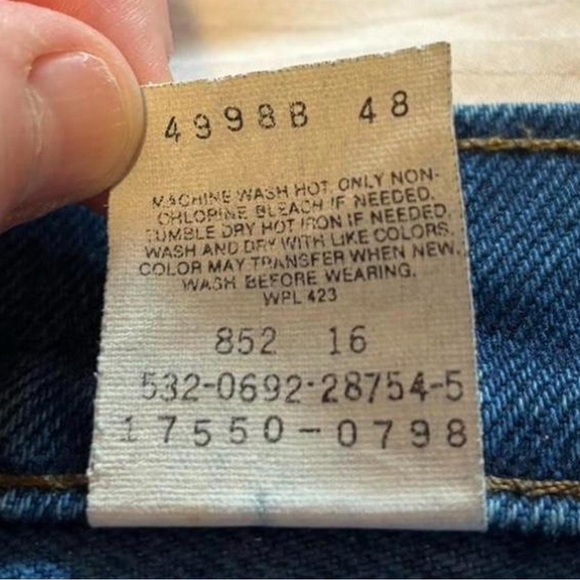 4998B 48
MACHINE WASH HOT. ONLY NON-
CHLORINE BLEACH IF NEEDED.
TUMBLE DRY HOT IRON IF NEEDED.
WASH AND DRY WITH LIKE COLORS.
COLOR MAY TRANSFER WHEN NEW.
WASH BEFORE WEARING.
WPL 423
852 16
532-0692-28754-5
17550-0798